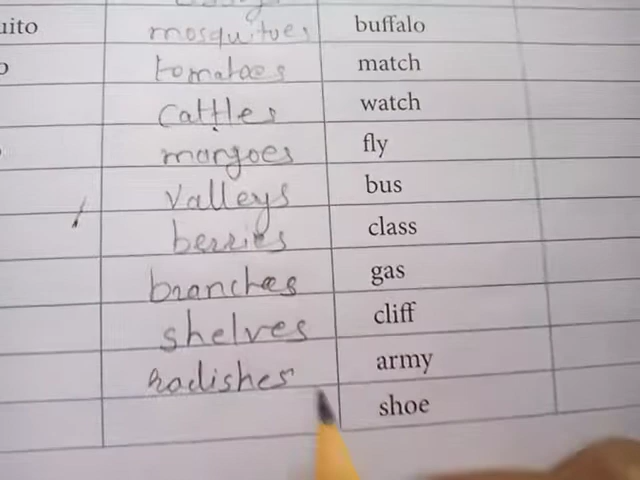 uito mosquitoes buffalo
o tomatoes match
cattles watch
mangoes fly
valleys bus
berries class
branches gas
shelves cliff
radishes army
shoe